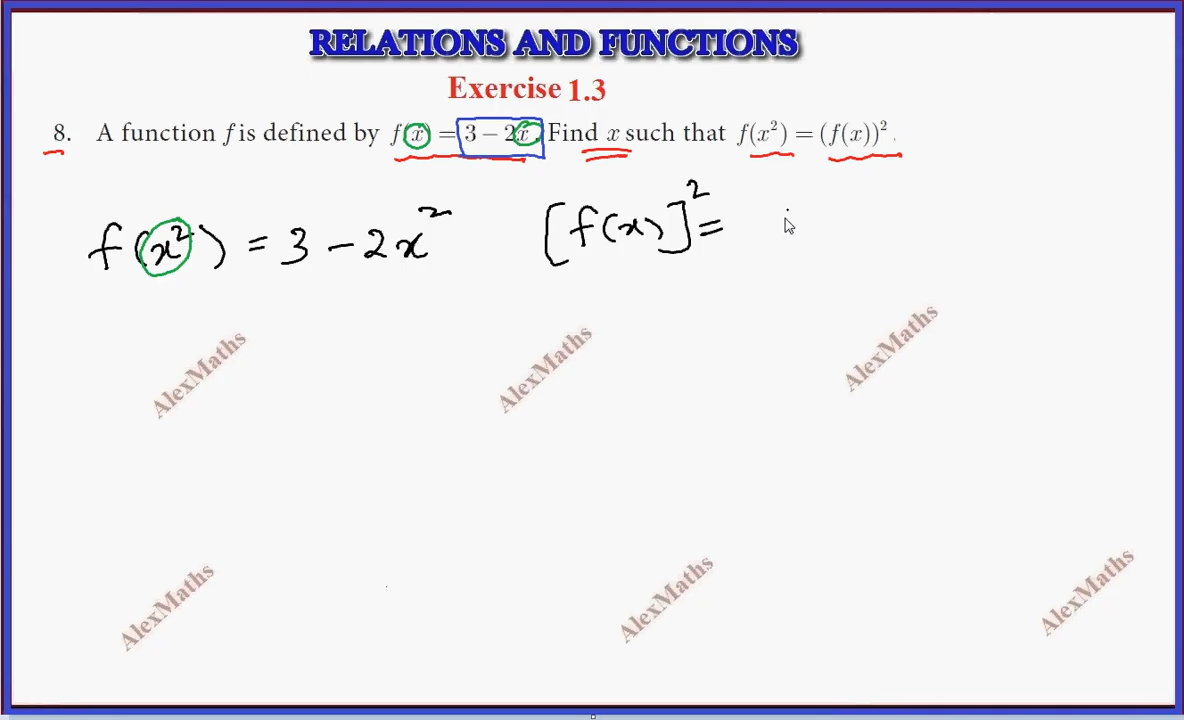 RELATIONS AND FUNCTIONS
Exercise 1.3
8. A function f is defined by f(x) = 3 − 2x. Find x such that f(x²) = (f(x))².
f(x²) = 3 − 2x² [f(x)]² =
AlexMaths AlexMaths AlexMaths
AlexMaths AlexMaths AlexMaths